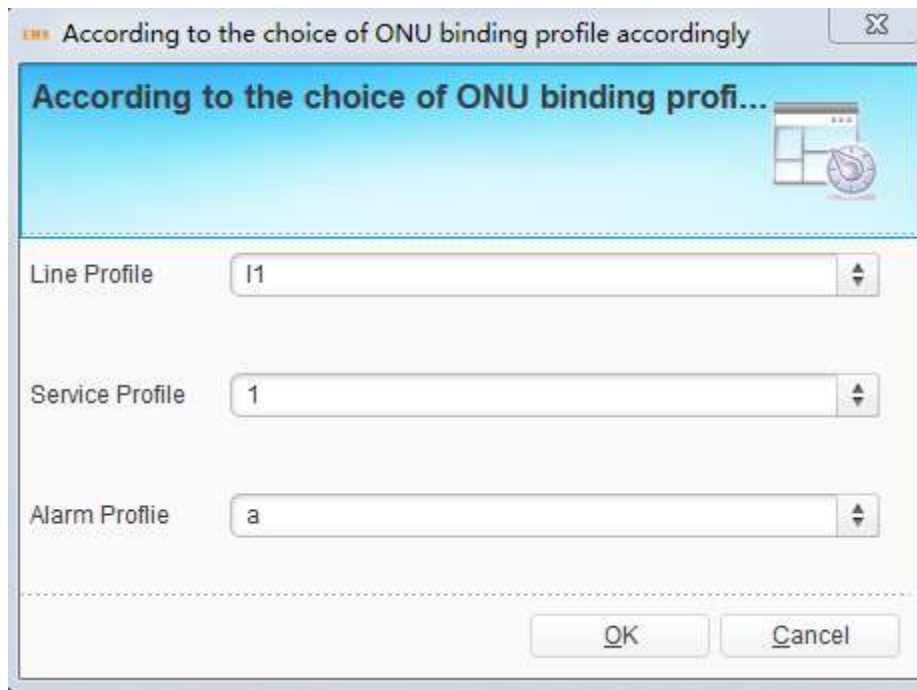 EMS According to the choice of ONU binding profile accordingly
According to the choice of ONU binding profi...
Line Profile l1
Service Profile 1
Alarm Proflie a
OK Cancel